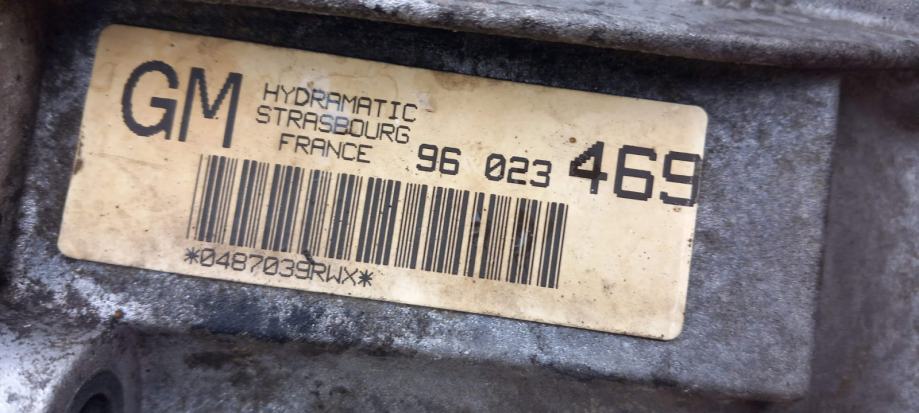 GM
HYDRAMATIC
STRASBOURG
FRANCE
96 023 469
*0487039RWX*